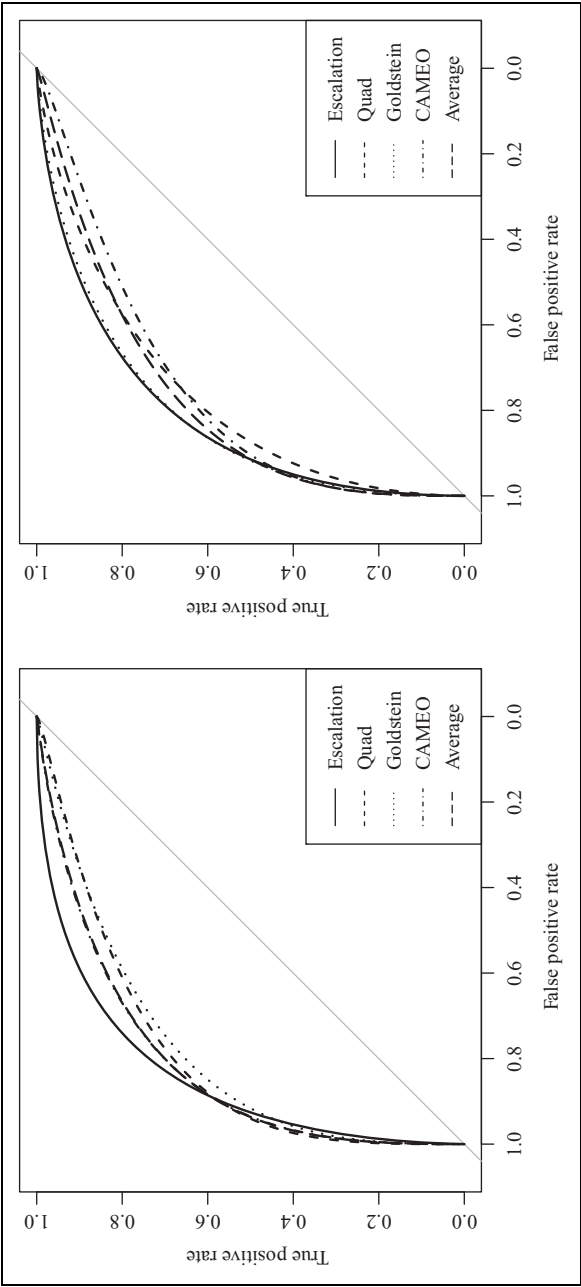 True positive rate
1.0
0.8
0.6
0.4
0.2
0.0
1.0 0.8 0.6 0.4 0.2 0.0
False positive rate
Escalation
Quad
Goldstein
CAMEO
Average
True positive rate
1.0
0.8
0.6
0.4
0.2
0.0
1.0 0.8 0.6 0.4 0.2 0.0
False positive rate
Escalation
Quad
Goldstein
CAMEO
Average